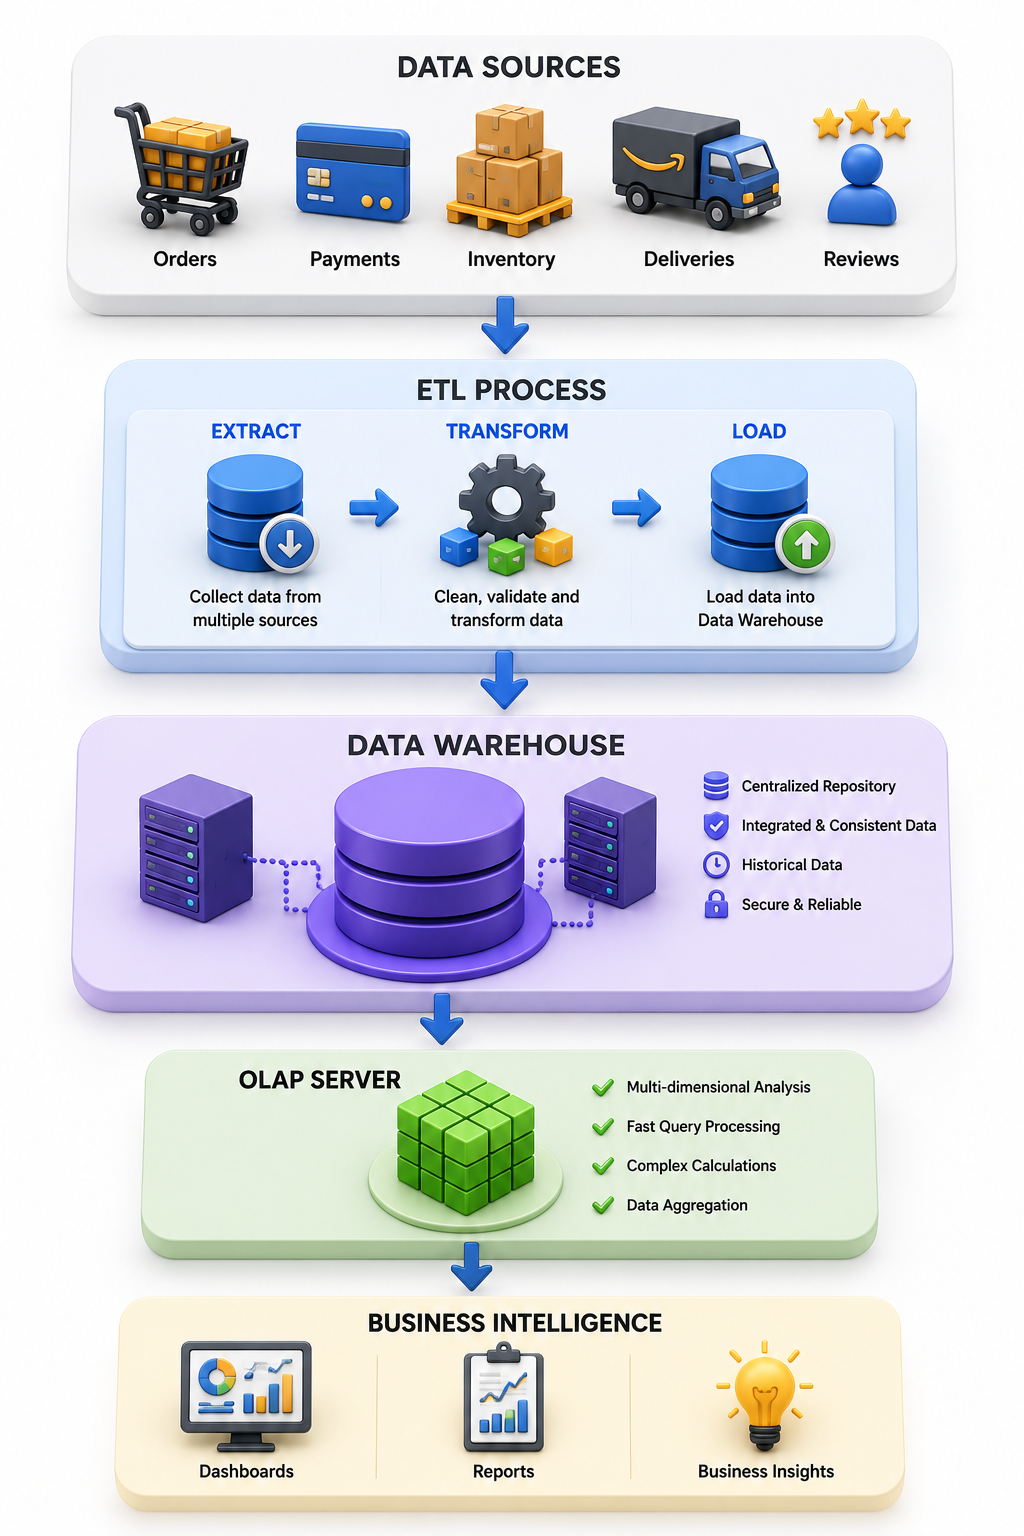 DATA SOURCES
Orders
Payments
Inventory
Deliveries
Reviews
ETL PROCESS
EXTRACT
TRANSFORM
LOAD
Collect data from
multiple sources
Clean, validate and
transform data
Load data into
Data Warehouse
DATA WAREHOUSE
Centralized Repository
Integrated & Consistent Data
Historical Data
Secure & Reliable
OLAP SERVER
Multi-dimensional Analysis
Fast Query Processing
Complex Calculations
Data Aggregation
BUSINESS INTELLIGENCE
Dashboards
Reports
Business Insights